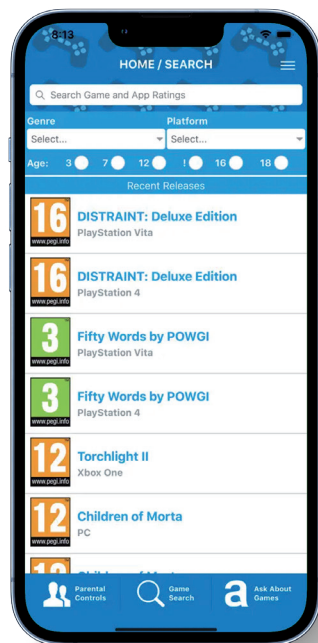 8:13
HOME / SEARCH
Search Game and App Ratings
Genre Platform
Select... Select...
Age: 3 7 12 ! 16 18
Recent Releases
16
www.pegi.info
DISTRAINT: Deluxe Edition
PlayStation Vita
16
www.pegi.info
DISTRAINT: Deluxe Edition
PlayStation 4
3
www.pegi.info
Fifty Words by POWGI
PlayStation Vita
3
www.pegi.info
Fifty Words by POWGI
PlayStation 4
12
www.pegi.info
Torchlight II
Xbox One
12
www.pegi.info
Children of Morta
PC
12
Children of Morta
Parental
Controls
Game
Search
a
Ask About
Games